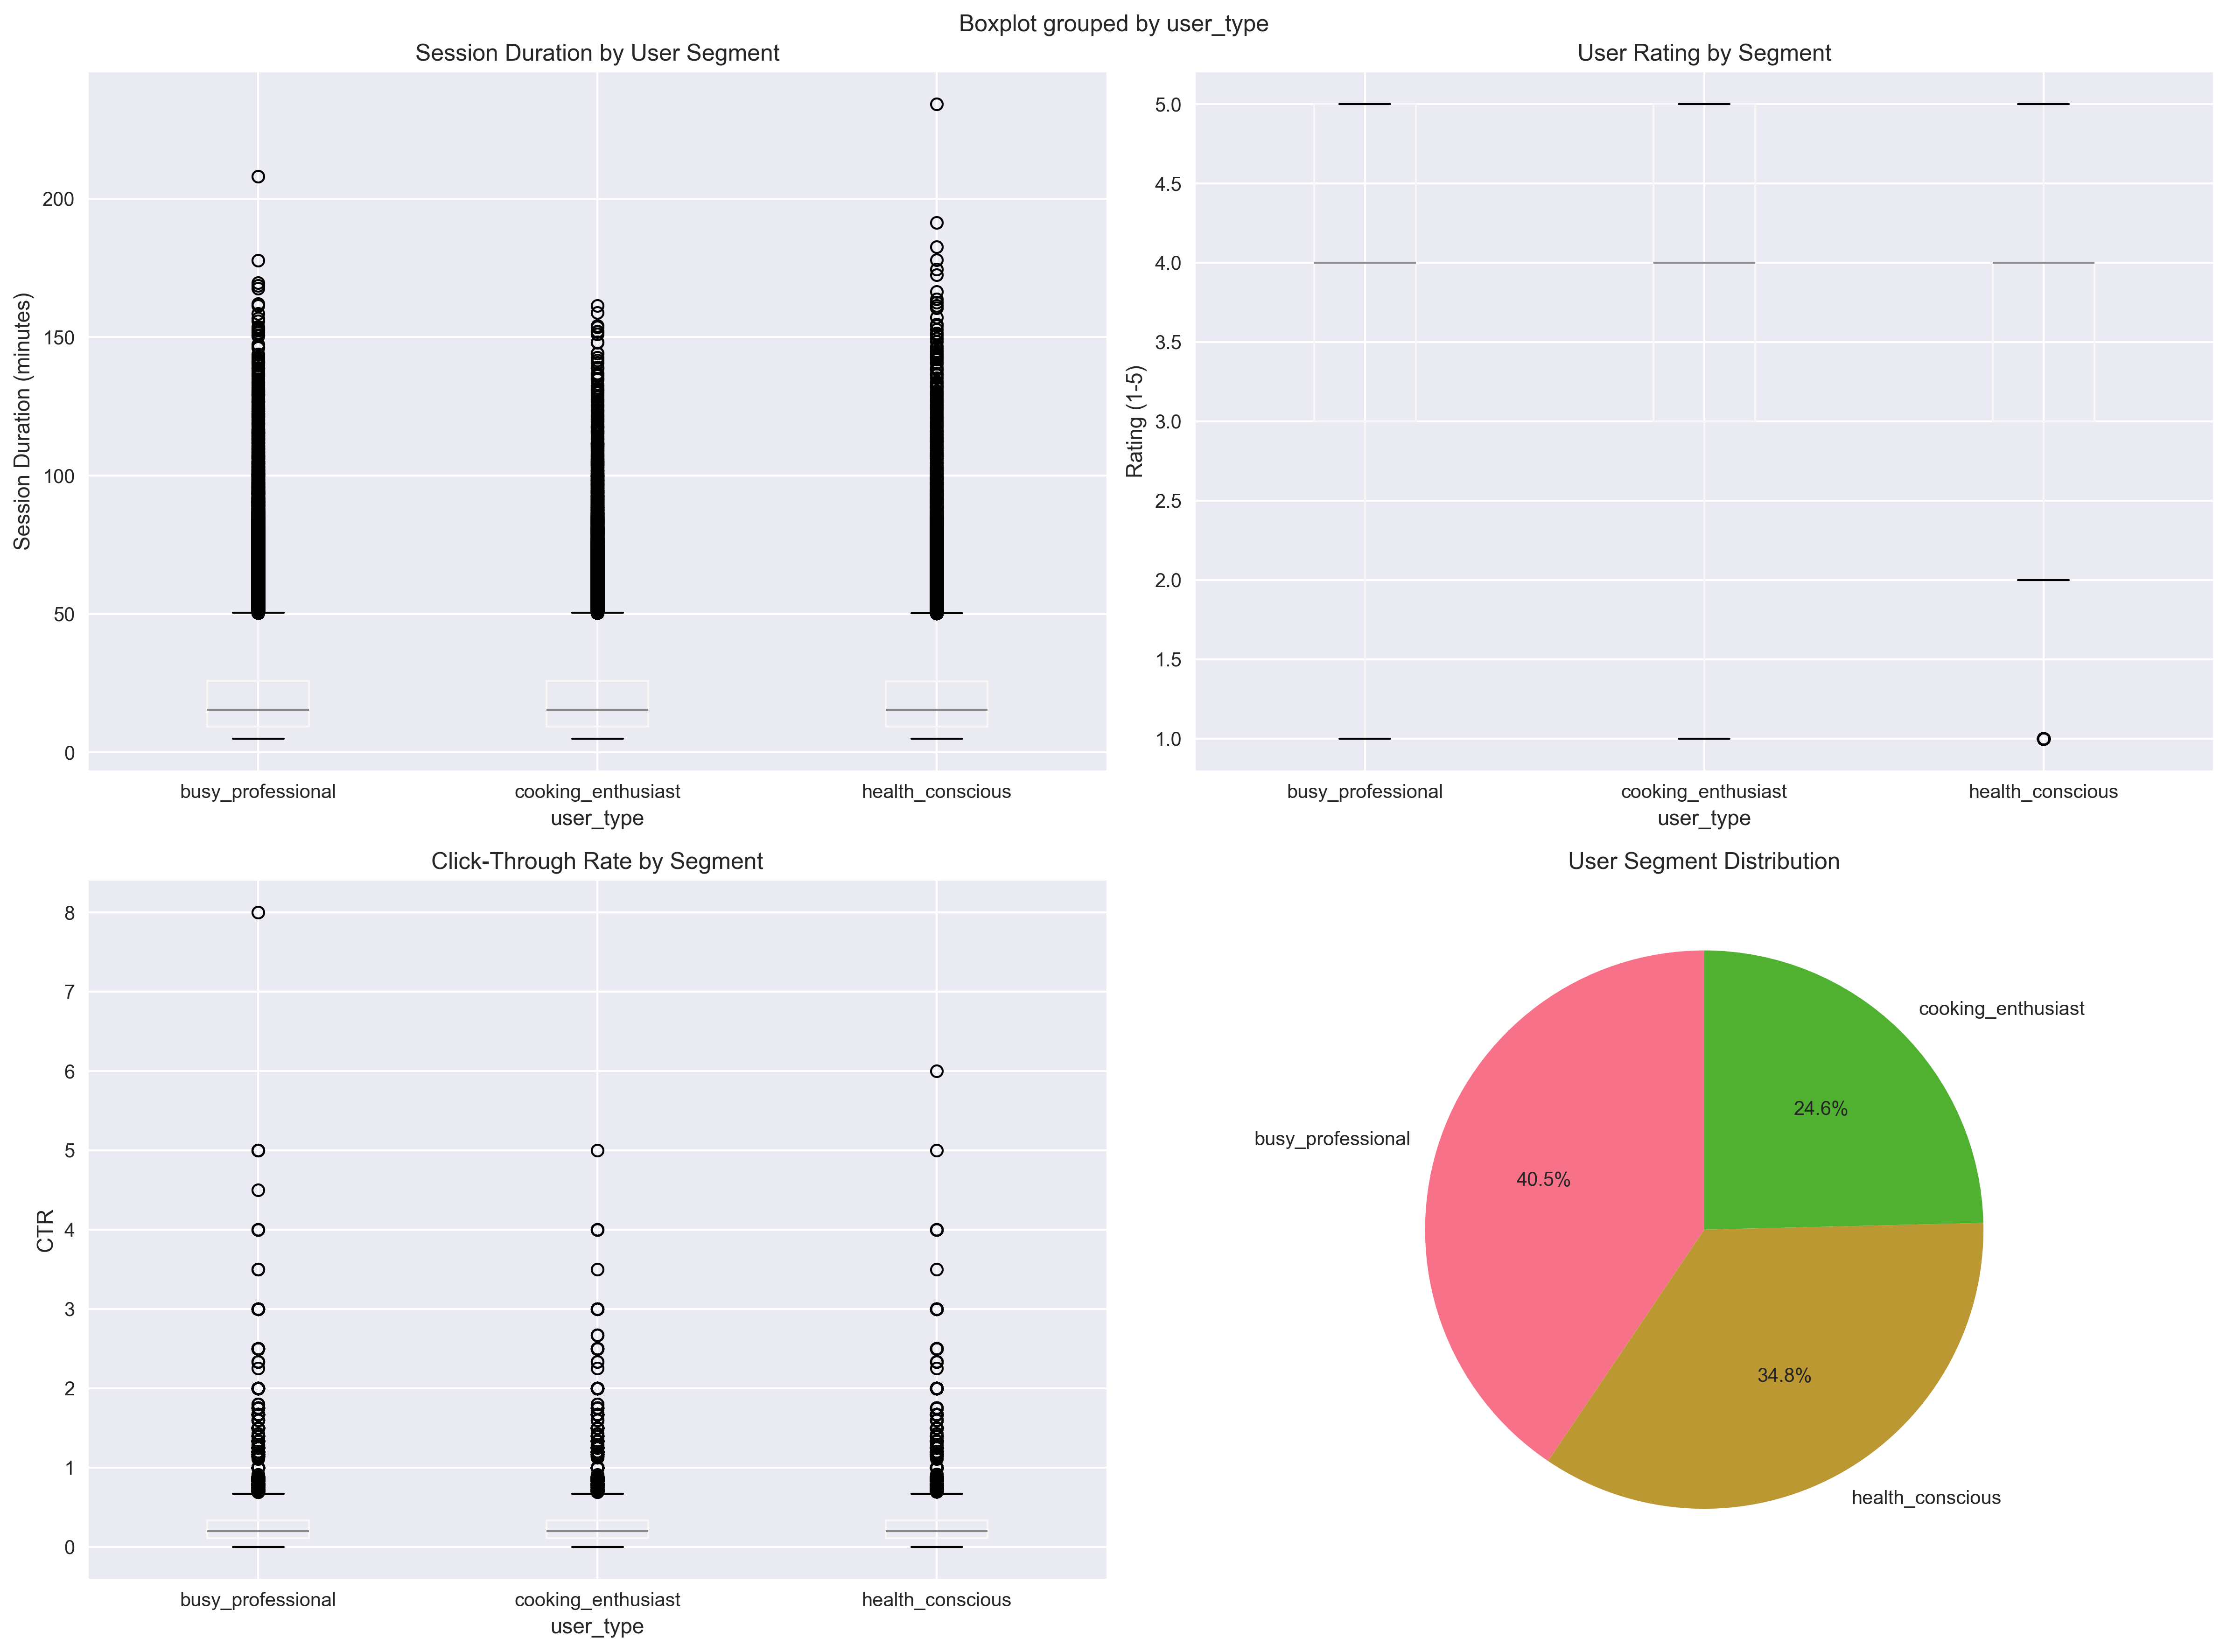 Boxplot grouped by user_type
Session Duration by User Segment
Session Duration (minutes)
200
150
100
50
0
busy_professional
cooking_enthusiast
health_conscious
user_type
User Rating by Segment
Rating (1-5)
5.0
4.5
4.0
3.5
3.0
2.5
2.0
1.5
1.0
busy_professional
cooking_enthusiast
health_conscious
user_type
Click-Through Rate by Segment
CTR
8
7
6
5
4
3
2
1
0
busy_professional
cooking_enthusiast
health_conscious
user_type
User Segment Distribution
cooking_enthusiast
24.6%
busy_professional
40.5%
34.8%
health_conscious